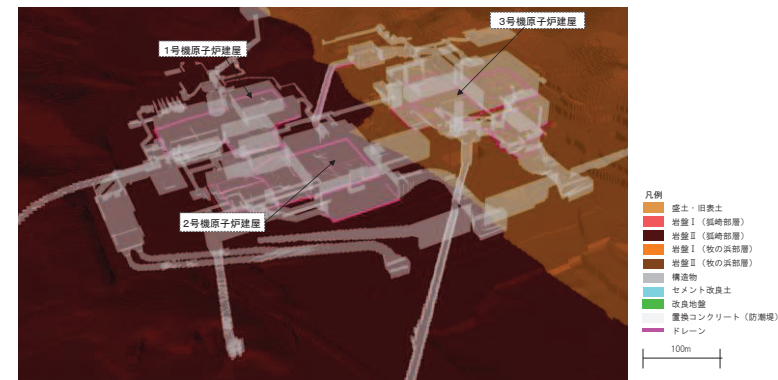 3号機原子炉建屋
1号機原子炉建屋
2号機原子炉建屋
凡例
盛土・旧表土
岩盤Ⅰ（狐崎部層）
岩盤Ⅱ（狐崎部層）
岩盤Ⅰ（牧の浜部層）
岩盤Ⅱ（牧の浜部層）
構造物
セメント改良土
改良地盤
置換コンクリート（防潮堤）
ドレーン
100m